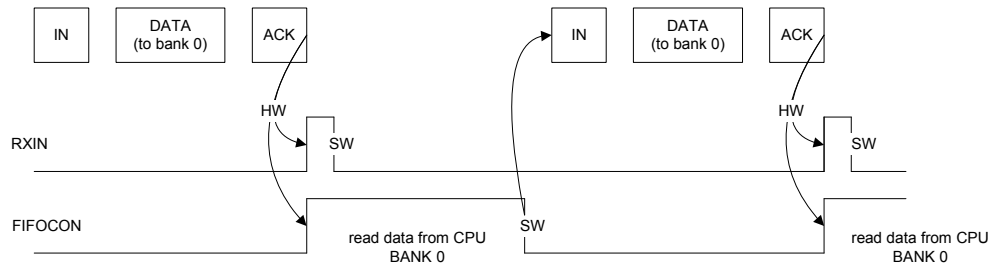 IN
DATA
(to bank 0)
ACK
IN
DATA
(to bank 0)
ACK
HW
HW
RXIN
SW
SW
FIFOCON
SW
read data from CPU
BANK 0
read data from CPU
BANK 0